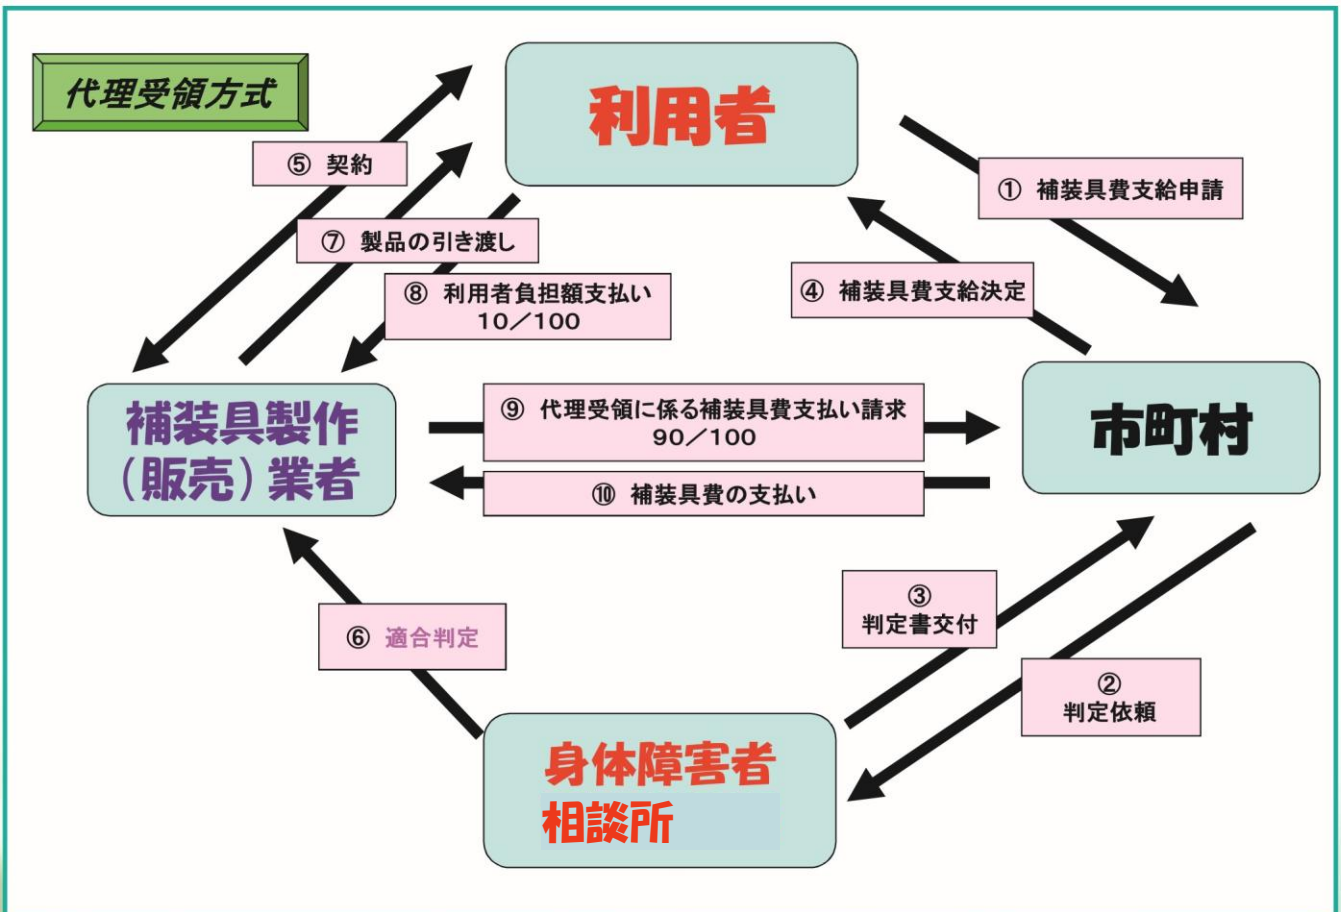 代理受領方式
利用者
⑤ 契約
① 補装具費支給申請
⑦ 製品の引き渡し
④ 補装具費支給決定
⑧ 利用者負担額支払い
10／100
補装具製作
（販売）業者
⑨ 代理受領に係る補装具費支払い請求
90／100
市町村
⑩ 補装具費の支払い
⑥ 適合判定
③
判定書交付
②
判定依頼
身体障害者
相談所